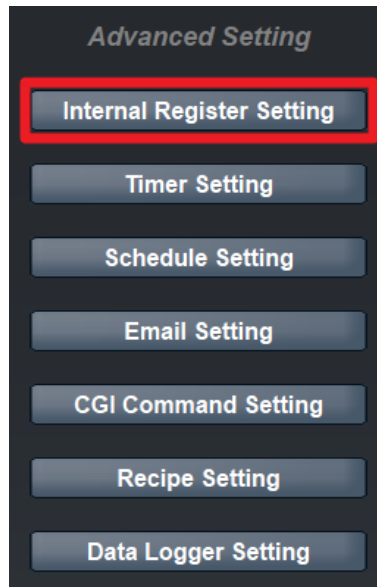 Advanced Setting
Internal Register Setting
Timer Setting
Schedule Setting
Email Setting
CGI Command Setting
Recipe Setting
Data Logger Setting